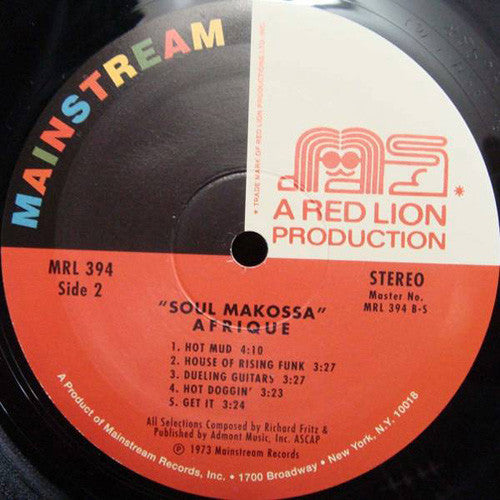 MAINSTREAM
* TRADE MARK OF RED LION PRODUCTIONS LTD., INC.
*
A RED LION
PRODUCTION
MRL 394
Side 2
STEREO
Master No.
MRL 394 B-S
"SOUL MAKOSSA"
AFRIQUE
1. HOT MUD 4:10
2. HOUSE OF RISING FUNK 3:27
3. DUELING GUITARS 3:27
4. HOT DOGGIN' 3:23
5. GET IT 3:24
All Selections Composed by Richard Fritz &
Published by Admont Music, Inc. ASCAP
Ⓟ 1973 Mainstream Records
A Product of Mainstream Records, Inc. • 1700 Broadway • N.Y., N.Y. 10018